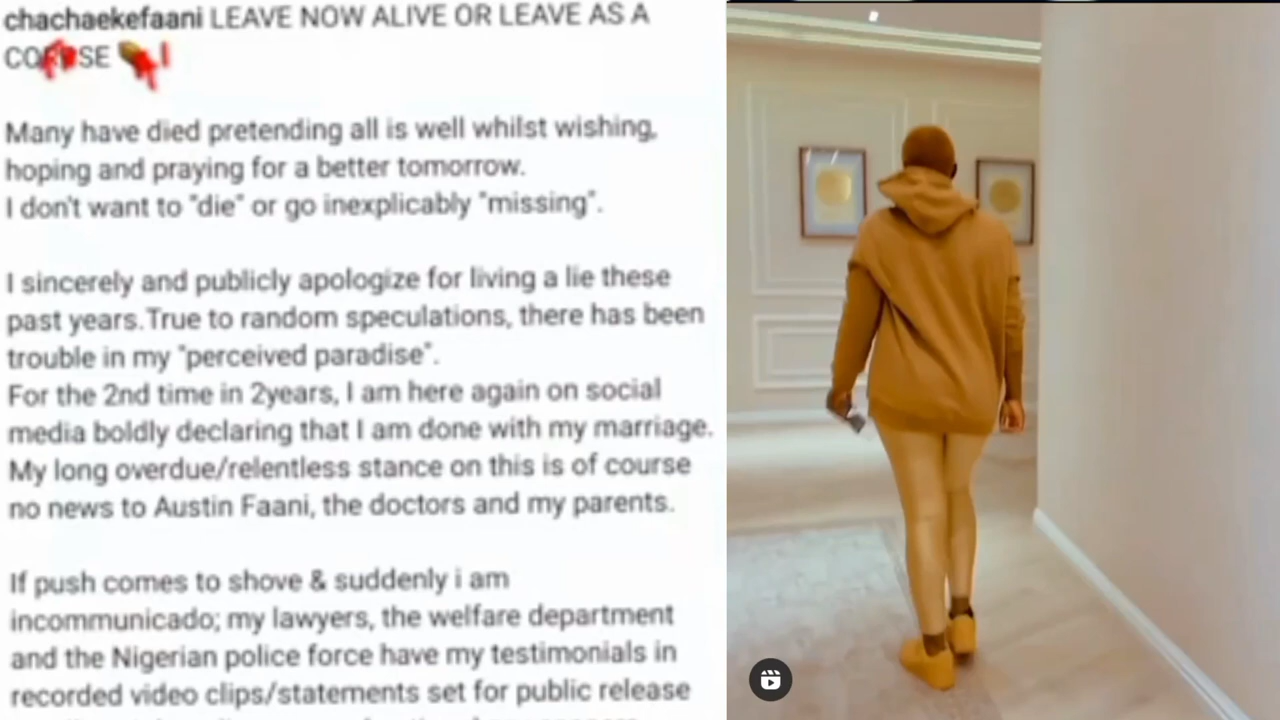 chachaekefaani LEAVE NOW ALIVE OR LEAVE AS A
CORPSE
Many have died pretending all is well whilst wishing,
hoping and praying for a better tomorrow.
I don't want to "die" or go inexplicably "missing".
I sincerely and publicly apologize for living a lie these
past years.True to random speculations, there has been
trouble in my "perceived paradise".
For the 2nd time in 2years, I am here again on social
media boldly declaring that I am done with my marriage.
My long overdue/relentless stance on this is of course
no news to Austin Faani, the doctors and my parents.
If push comes to shove & suddenly i am
incommunicado; my lawyers, the welfare department
and the Nigerian police force have my testimonials in
recorded video clips/statements set for public release